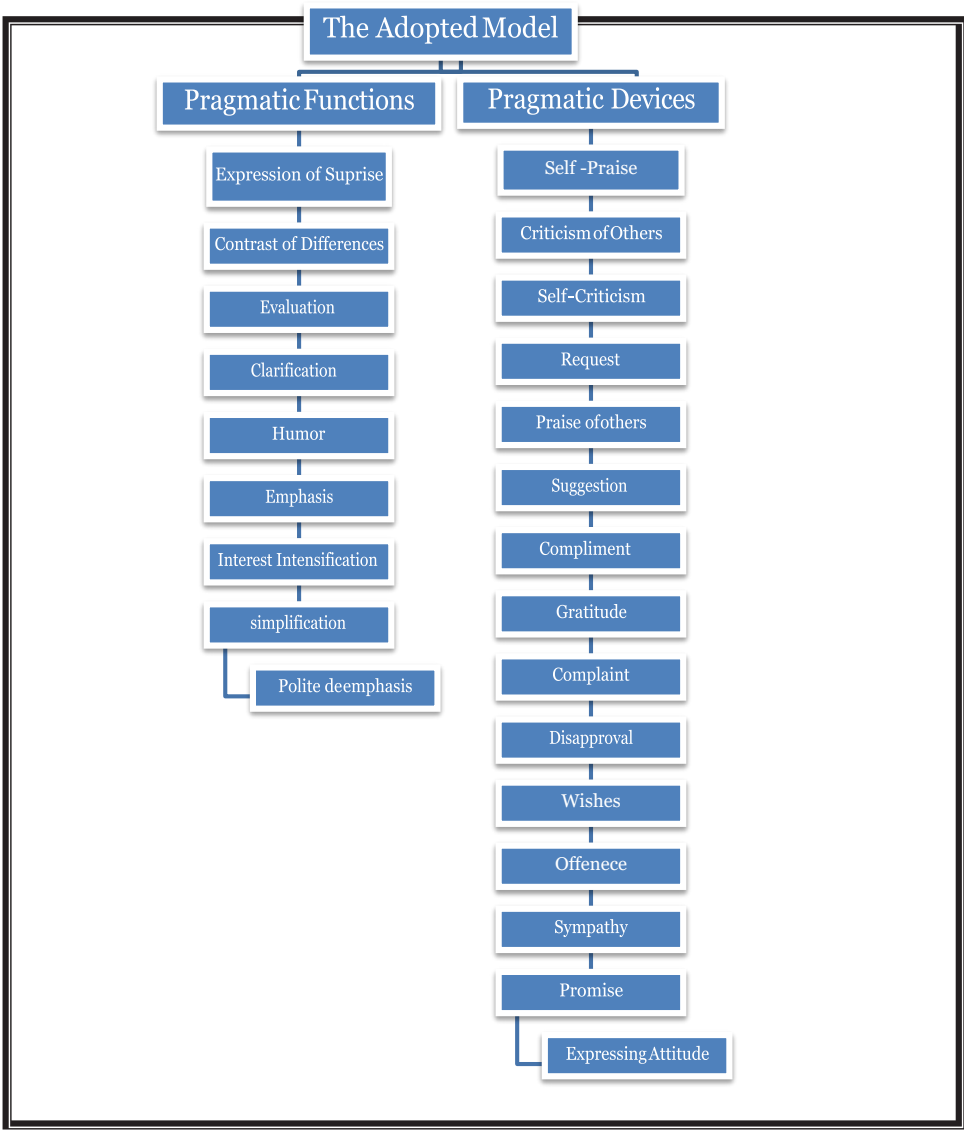 The Adopted Model
Pragmatic Functions
Pragmatic Devices
Expression of Suprise
Contrast of Differences
Evaluation
Clarification
Humor
Emphasis
Interest Intensification
simplification
Polite deemphasis
Self -Praise
Criticism of Others
Self-Criticism
Request
Praise ofothers
Suggestion
Compliment
Gratitude
Complaint
Disapproval
Wishes
Offenece
Sympathy
Promise
Expressing Attitude